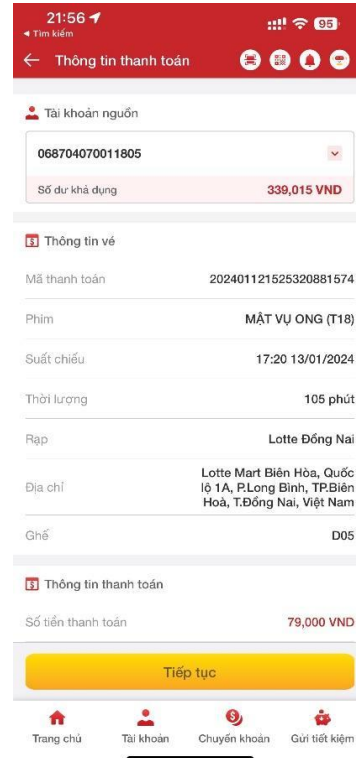 21:56
95
◄ Tìm kiếm
← Thông tin thanh toán
Tài khoản nguồn
068704070011805
Số dư khả dụng 339,015 VND
Thông tin vé
Mã thanh toán 202401121525320881574
Phim MẬT VỤ ONG (T18)
Suất chiếu 17:20 13/01/2024
Thời lượng 105 phút
Rạp Lotte Đồng Nai
Địa chỉ Lotte Mart Biên Hòa, Quốc
lộ 1A, P.Long Bình, TP.Biên
Hoà, T.Đồng Nai, Việt Nam
Ghế D05
Thông tin thanh toán
Số tiền thanh toán 79,000 VND
Tiếp tục
Trang chủ Tài khoản Chuyển khoản Gửi tiết kiệm